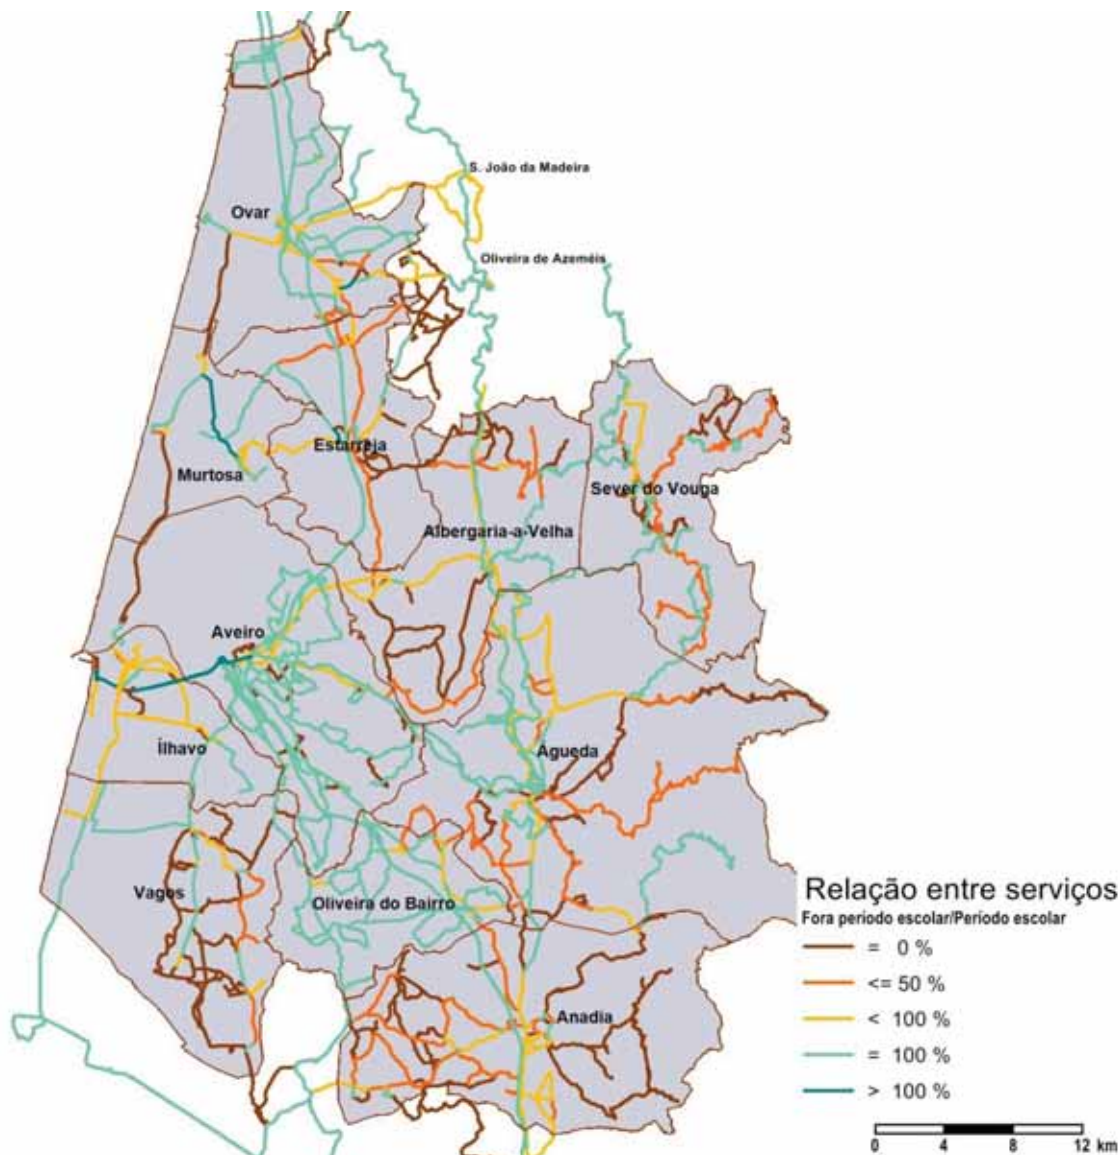 S. João da Madeira
Ovar
Oliveira de Azeméis
Estarreja
Murtosa
Sever do Vouga
Albergaria-a-Velha
Aveiro
Ílhavo
Águeda
Vagos
Oliveira do Bairro
Anadia
Relação entre serviços
Fora período escolar/Período escolar
= 0 %
<= 50 %
< 100 %
= 100 %
> 100 %
0 4 8 12 km